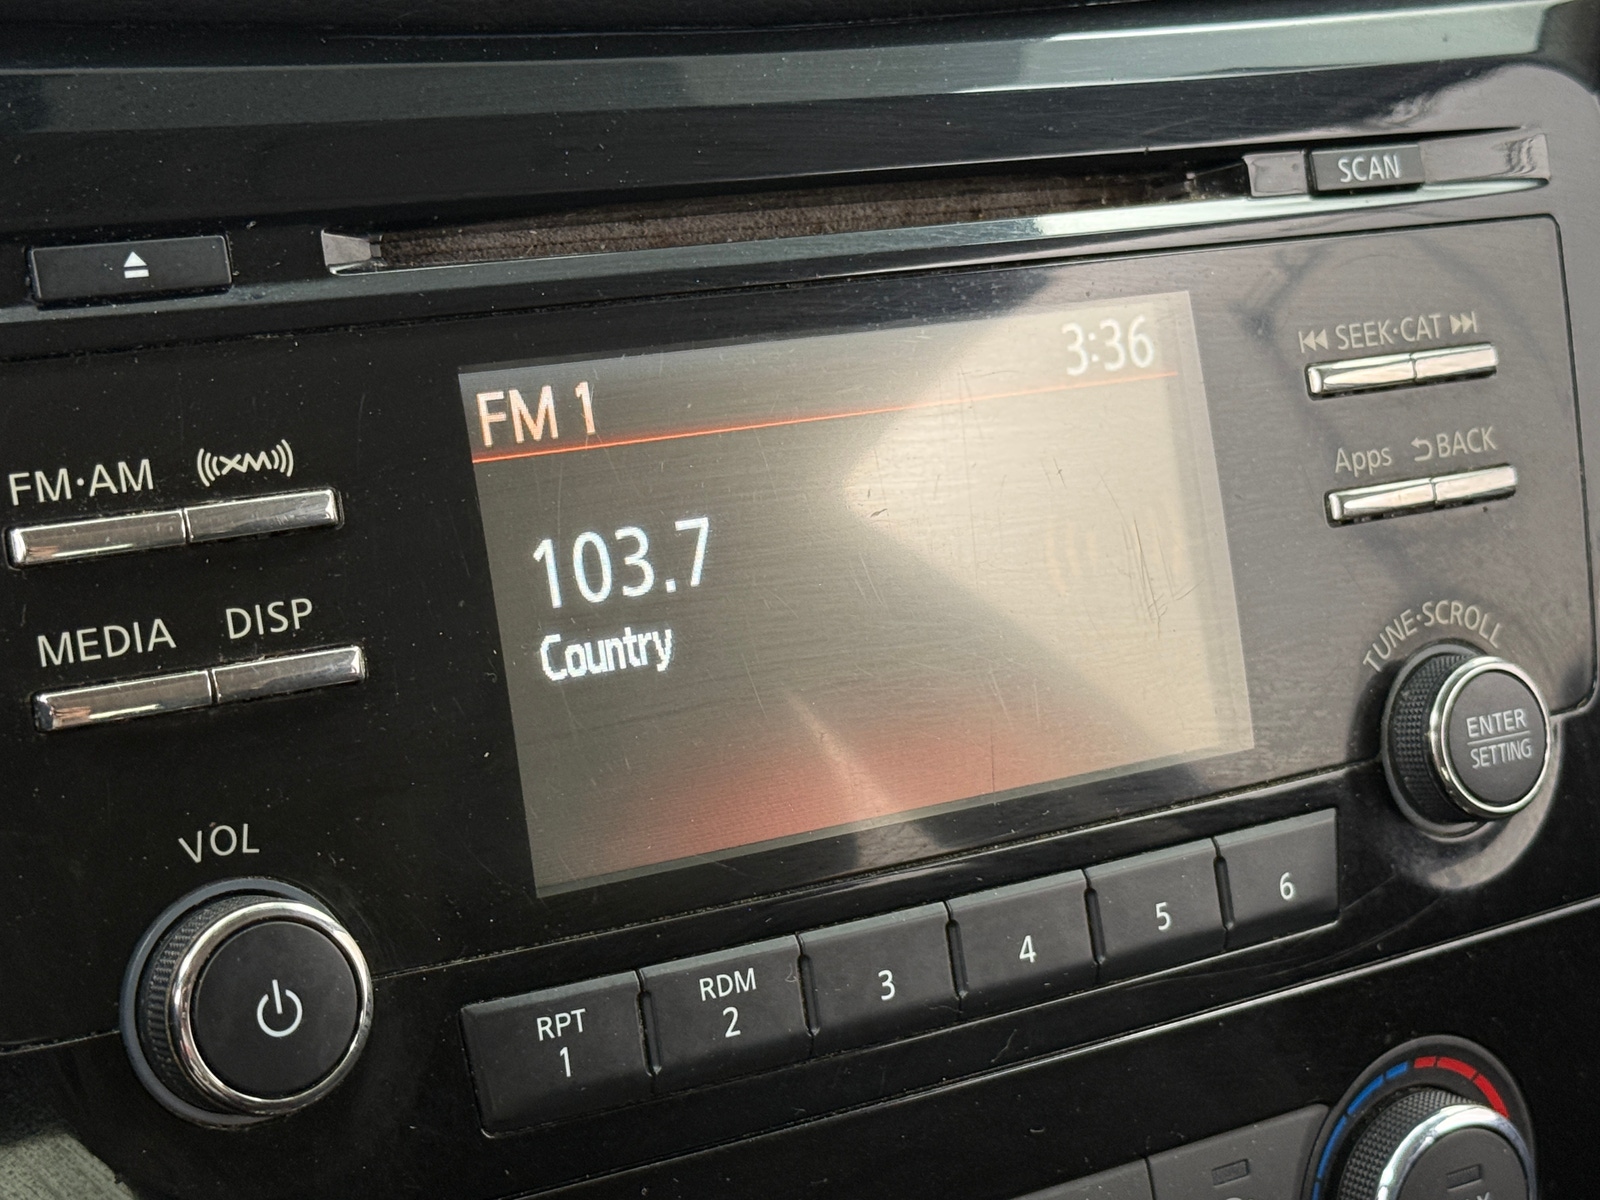 SCAN
FM 1 3:36
SEEK·CAT
FM·AM XM
Apps BACK
103.7
Country
MEDIA DISP
TUNE·SCROLL
ENTER
SETTING
VOL
RPT
1
RDM
2
3
4
5
6